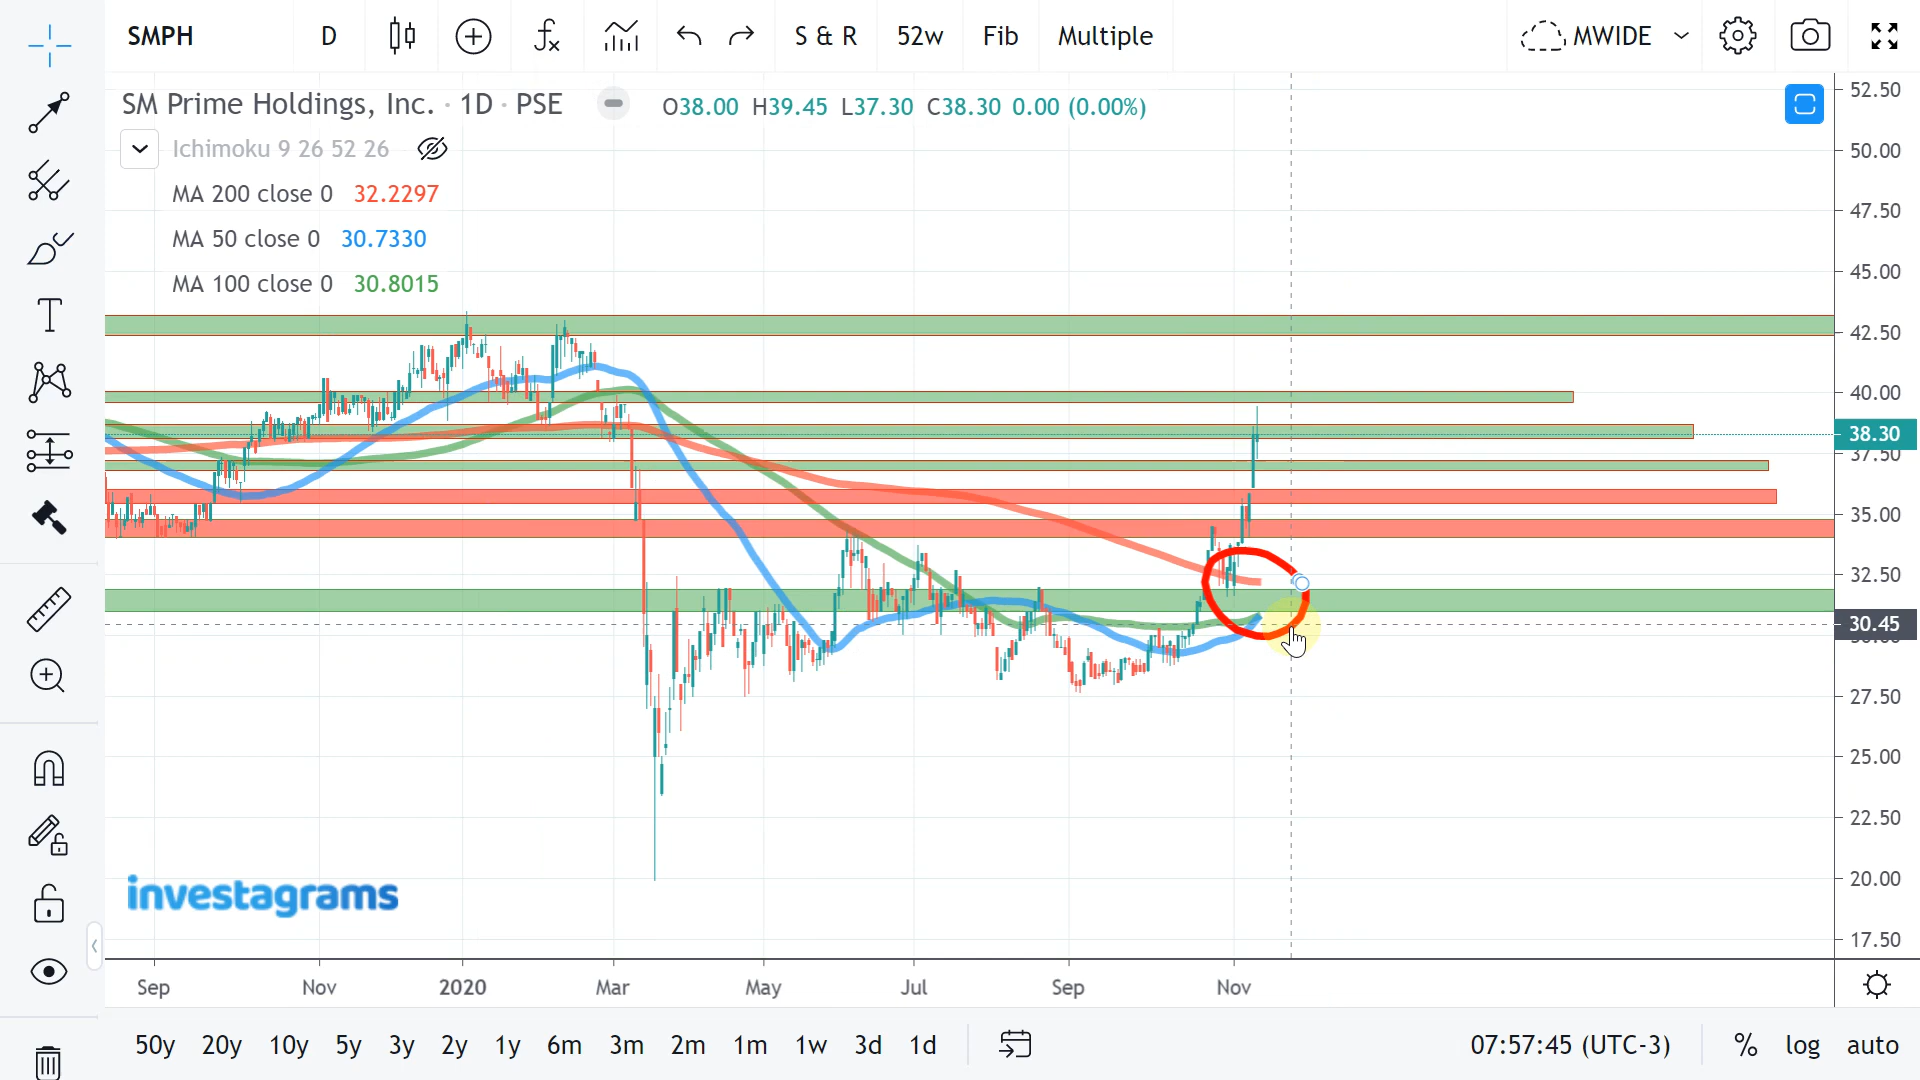 SMPH D S & R 52w Fib Multiple MWIDE
SM Prime Holdings, Inc. · 1D · PSE O38.00 H39.45 L37.30 C38.30 0.00 (0.00%)
Ichimoku 9 26 52 26
MA 200 close 0 32.2297
MA 50 close 0 30.7330
MA 100 close 0 30.8015
52.50
50.00
47.50
45.00
42.50
40.00
38.30
37.50
35.00
32.50
30.45
30.00
27.50
25.00
22.50
20.00
17.50
investagrams
Sep Nov 2020 Mar May Jul Sep Nov
50y 20y 10y 5y 3y 2y 1y 6m 3m 2m 1m 1w 3d 1d 07:57:45 (UTC-3) % log auto